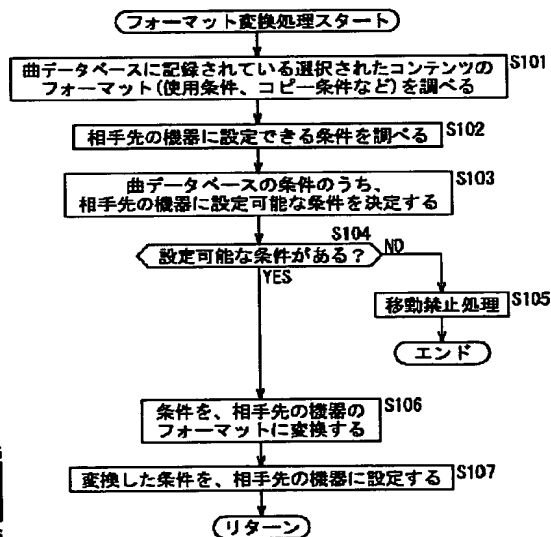 フォーマット変換処理スタート
曲データベースに記録されている選択されたコンテンツの
フォーマット(使用条件、コピー条件など)を調べる
S101
相手先の機器に設定できる条件を調べる
S102
曲データベースの条件のうち、
相手先の機器に設定可能な条件を決定する
S103
S104
設定可能な条件がある?
NO
YES
移動禁止処理
S105
エンド
条件を、相手先の機器の
フォーマットに変換する
S106
変換した条件を、相手先の機器に設定する
S107
リターン